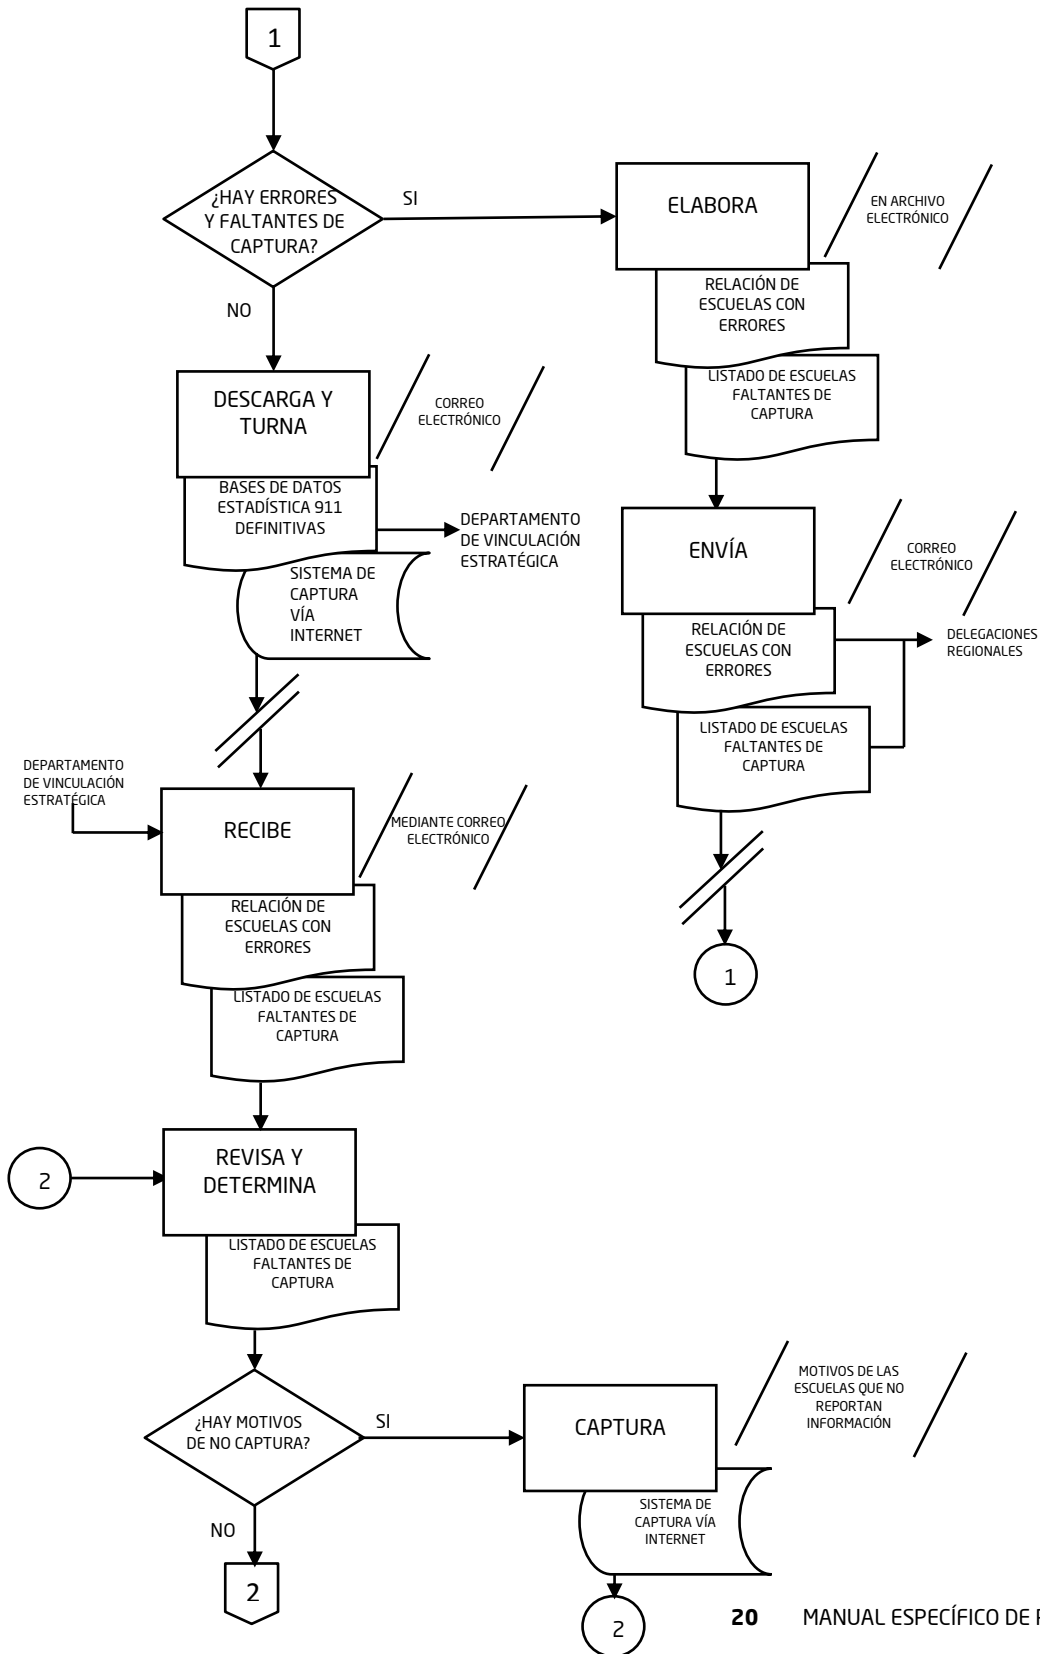 1
¿HAY ERRORES
Y FALTANTES DE
CAPTURA?
SI
NO
ELABORA
EN ARCHIVO
ELECTRÓNICO
RELACIÓN DE
ESCUELAS CON
ERRORES
LISTADO DE ESCUELAS
FALTANTES DE
CAPTURA
DESCARGA Y
TURNA
CORREO
ELECTRÓNICO
BASES DE DATOS
ESTADÍSTICA 911
DEFINITIVAS
DEPARTAMENTO
DE VINCULACIÓN
ESTRATÉGICA
SISTEMA DE
CAPTURA
VÍA
INTERNET
ENVÍA
CORREO
ELECTRÓNICO
RELACIÓN DE
ESCUELAS CON
ERRORES
DELEGACIONES
REGIONALES
LISTADO DE ESCUELAS
FALTANTES DE
CAPTURA
1
DEPARTAMENTO
DE VINCULACIÓN
ESTRATÉGICA
RECIBE
MEDIANTE CORREO
ELECTRÓNICO
RELACIÓN DE
ESCUELAS CON
ERRORES
LISTADO DE ESCUELAS
FALTANTES DE
CAPTURA
2
REVISA Y
DETERMINA
LISTADO DE ESCUELAS
FALTANTES DE
CAPTURA
¿HAY MOTIVOS
DE NO CAPTURA?
SI
NO
2
CAPTURA
MOTIVOS DE LAS
ESCUELAS QUE NO
REPORTAN
INFORMACIÓN
SISTEMA DE
CAPTURA VÍA
INTERNET
2
20 MANUAL ESPECÍFICO DE